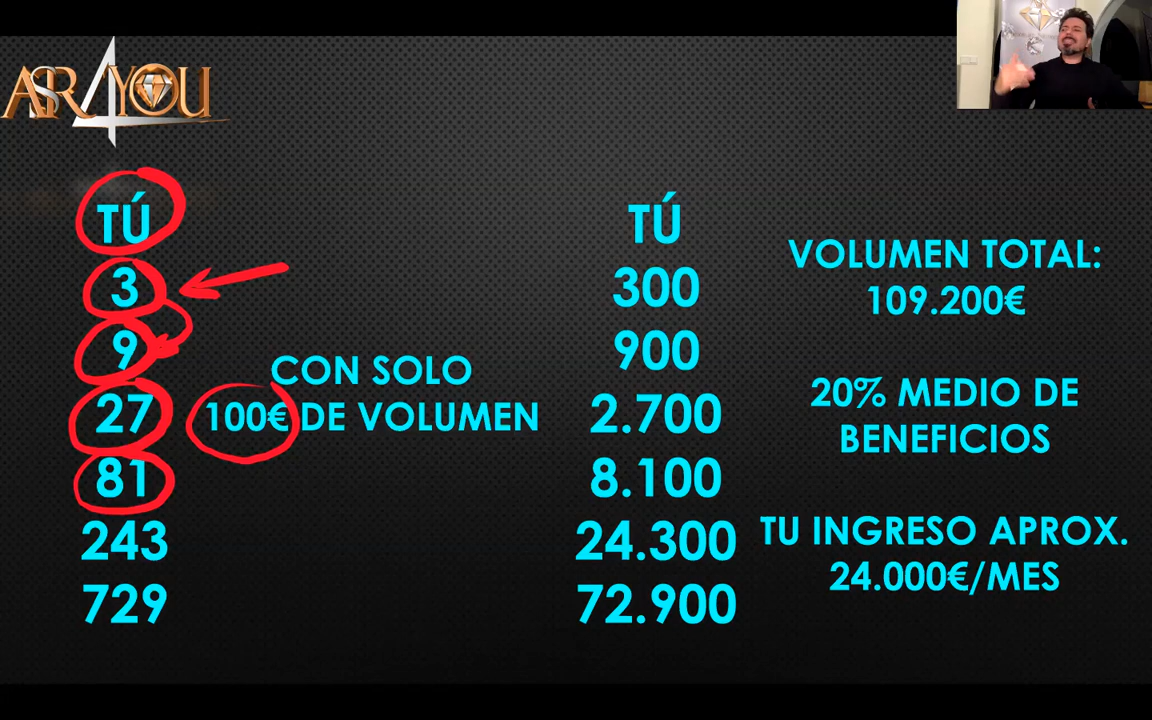 ASR4YOU
TÚ
3
9
27
81
243
729
CON SOLO
100€ DE VOLUMEN
TÚ
300
900
2.700
8.100
24.300
72.900
VOLUMEN TOTAL:
109.200€
20% MEDIO DE
BENEFICIOS
TU INGRESO APROX.
24.000€/MES